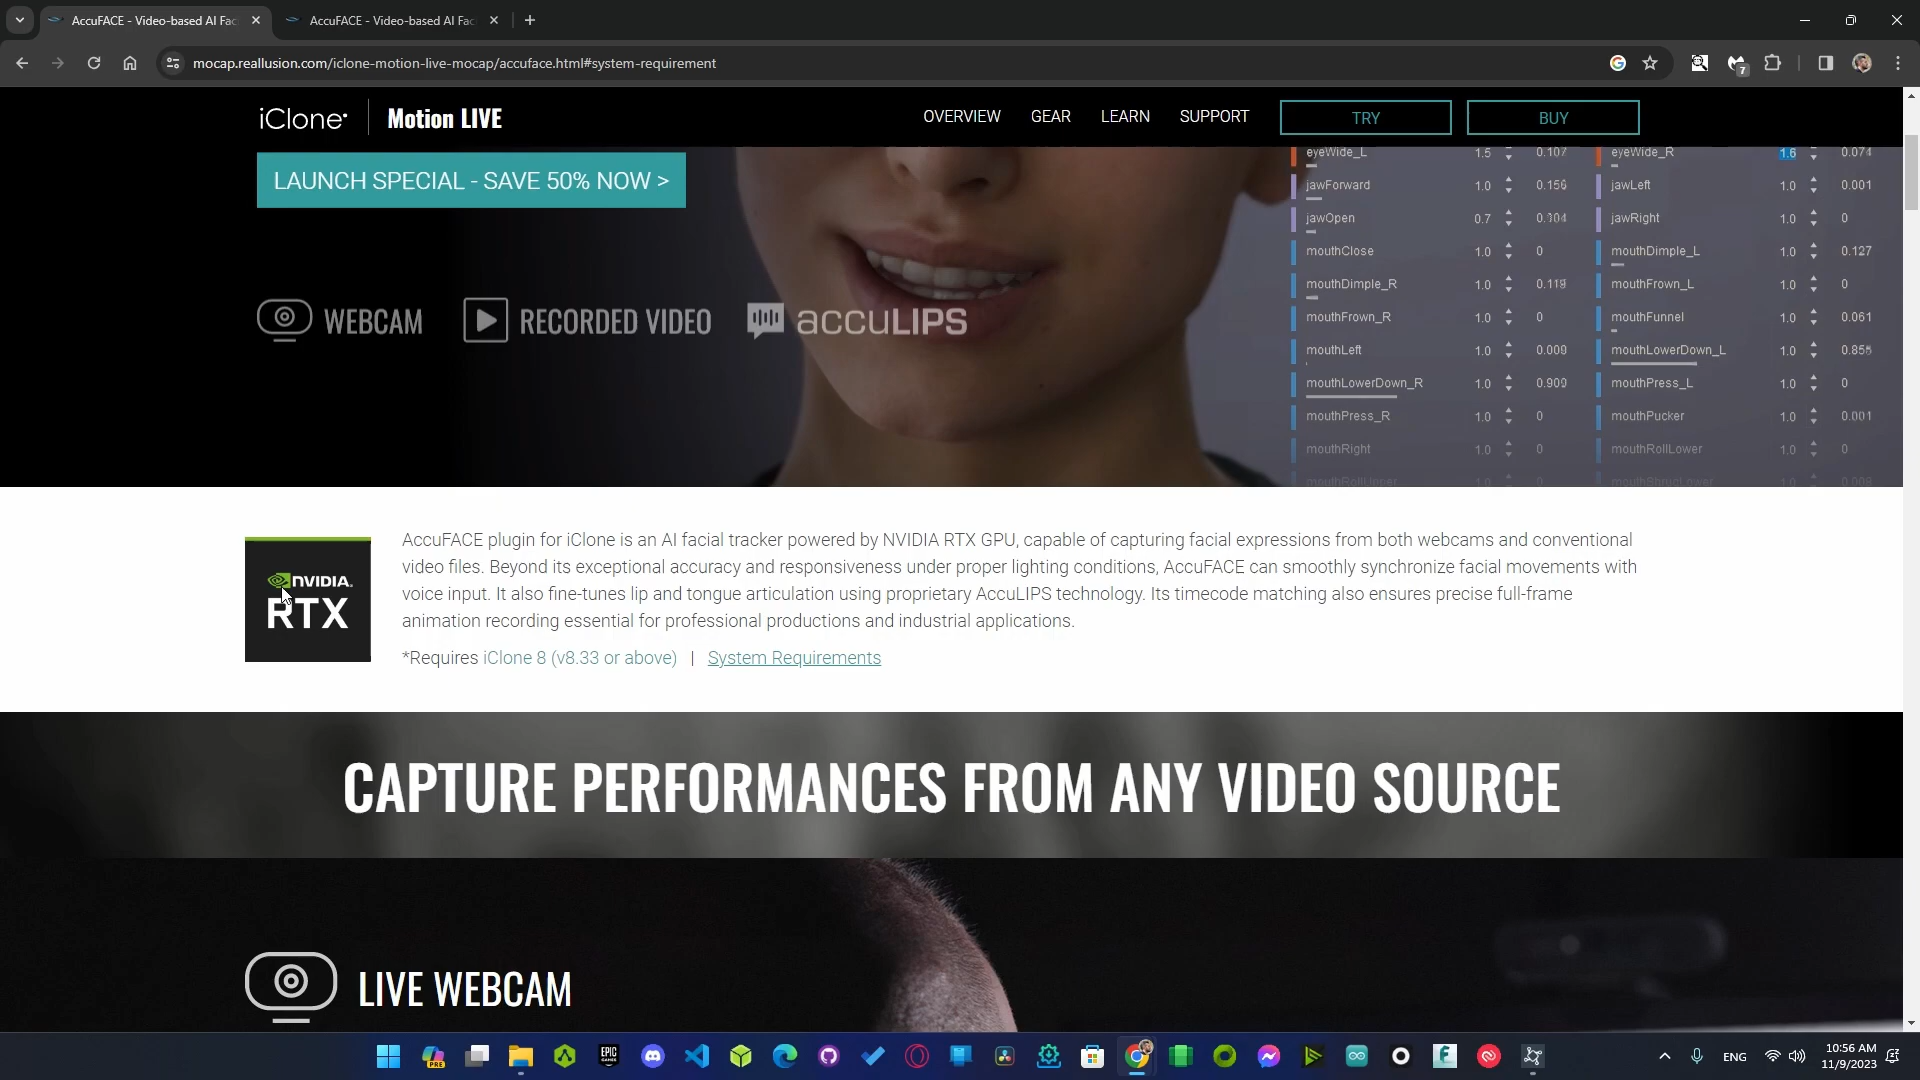 AccuFACE - Video-based AI Fac
AccuFACE - Video-based AI Fac
mocap.reallusion.com/iclone-motion-live-mocap/accuface.html#system-requirement
7
iClone
Motion LIVE
OVERVIEW
GEAR
LEARN
SUPPORT
TRY
BUY
LAUNCH SPECIAL - SAVE 50% NOW >
WEBCAM
RECORDED VIDEO
accuLIPS
eyeWide_L 1.5 0.107 eyeWide_R 1.6 0.074
jawForward 1.0 0.156 jawLeft 1.0 0.001
jawOpen 0.7 0.304 jawRight 1.0 0
mouthClose 1.0 0 mouthDimple_L 1.0 0.127
mouthDimple_R 1.0 0.119 mouthFrown_L 1.0 0
mouthFrown_R 1.0 0 mouthFunnel 1.0 0.061
mouthLeft 1.0 0.009 mouthLowerDown_L 1.0
mouthLowerDown_R 1.0 0.909 mouthPress_L 1.0 0
mouthPress_R 1.0 0 mouthPucker 1.0 0.001
mouthRight 1.0 0 mouthRollLower 1.0 0
NVIDIA.
RTX
AccuFACE plugin for iClone is an AI facial tracker powered by NVIDIA RTX GPU, capable of capturing facial expressions from both webcams and conventional
video files. Beyond its exceptional accuracy and responsiveness under proper lighting conditions, AccuFACE can smoothly synchronize facial movements with
voice input. It also fine-tunes lip and tongue articulation using proprietary AccuLIPS technology. Its timecode matching also ensures precise full-frame
animation recording essential for professional productions and industrial applications.
*Requires iClone 8 (v8.33 or above) | System Requirements
CAPTURE PERFORMANCES FROM ANY VIDEO SOURCE
LIVE WEBCAM
PRE
EPIC GAMES
ENG
10:56 AM
11/9/2023